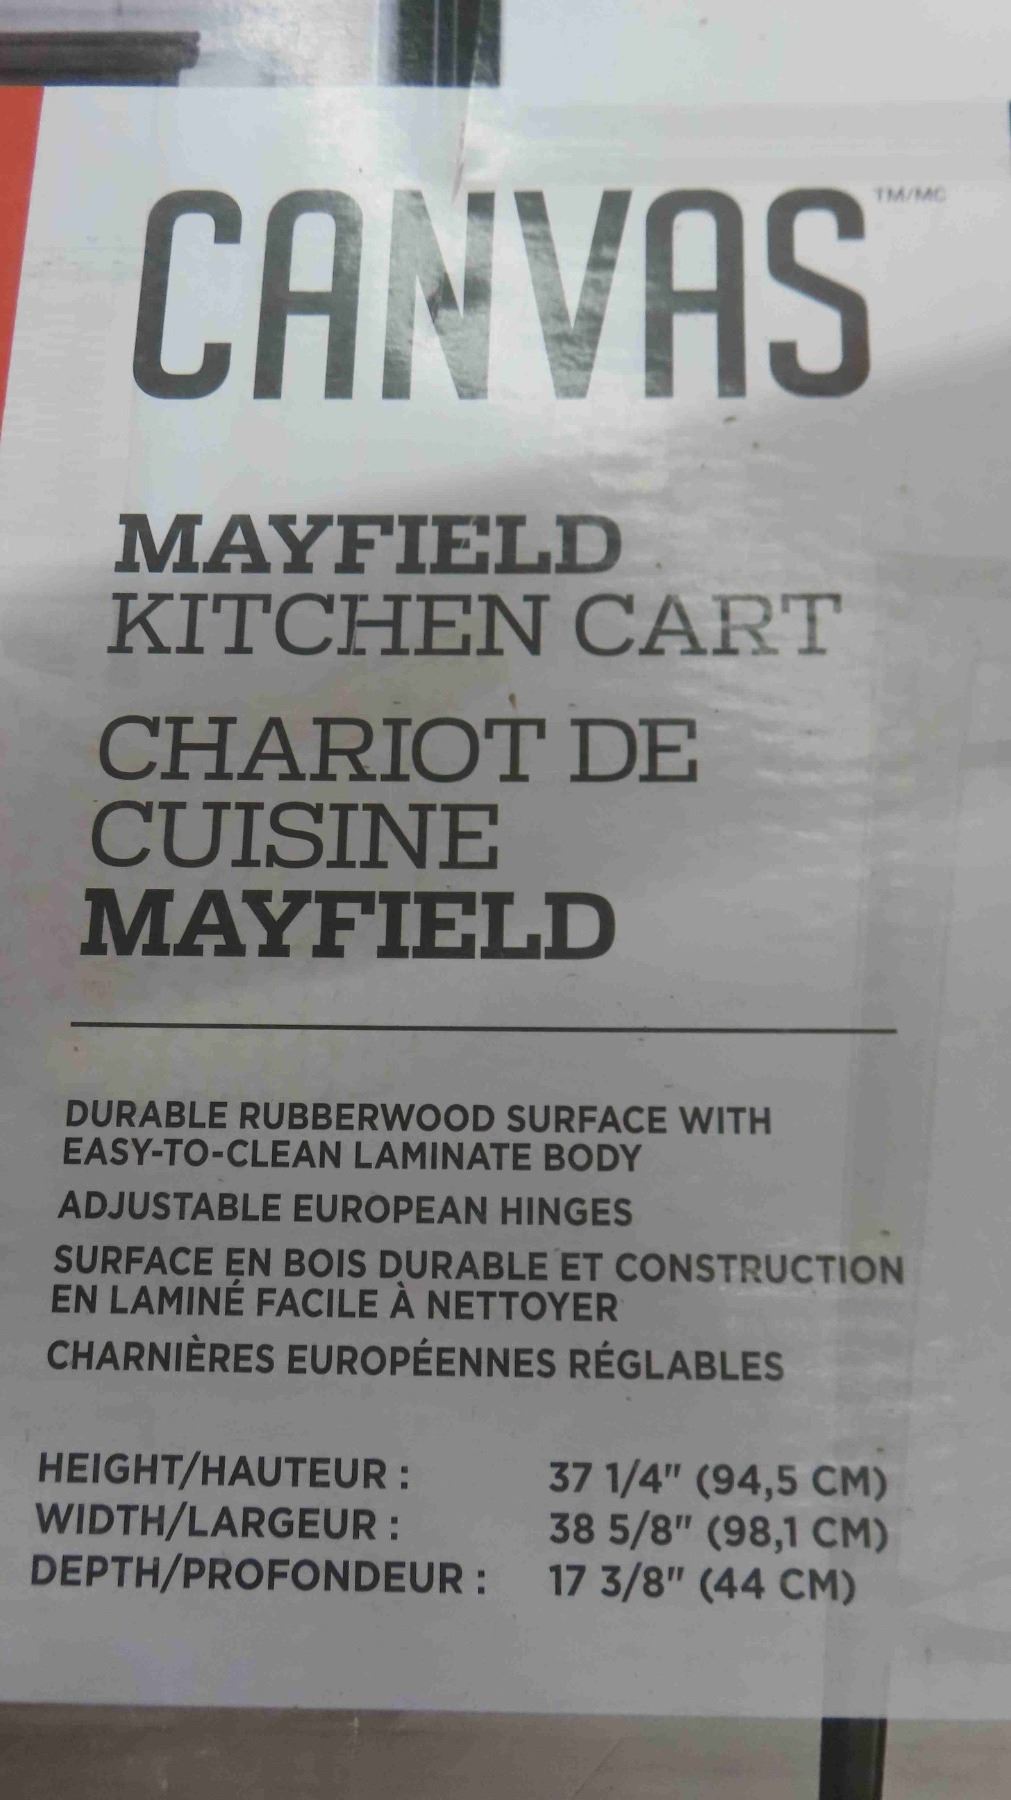 CANVAS TM/MC
MAYFIELD
KITCHEN CART
CHARIOT DE
CUISINE
MAYFIELD
DURABLE RUBBERWOOD SURFACE WITH
EASY-TO-CLEAN LAMINATE BODY
ADJUSTABLE EUROPEAN HINGES
SURFACE EN BOIS DURABLE ET CONSTRUCTION
EN LAMINÉ FACILE À NETTOYER
CHARNIÈRES EUROPÉENNES RÉGLABLES
HEIGHT/HAUTEUR : 37 1/4" (94,5 CM)
WIDTH/LARGEUR : 38 5/8" (98,1 CM)
DEPTH/PROFONDEUR : 17 3/8" (44 CM)